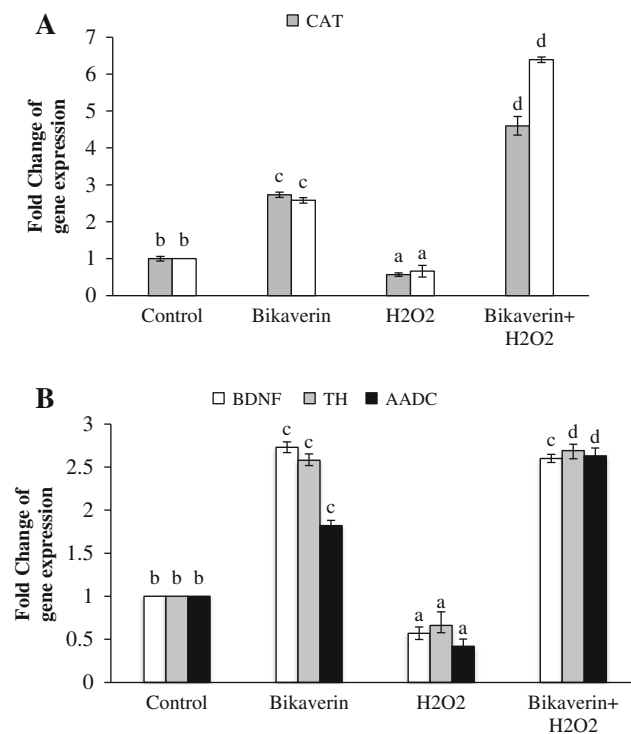 A
CAT
Fold Change of
gene expression
7
6
5
4
3
2
1
0
b b
c c
a a
d d
Control Bikaverin H2O2 Bikaverin+
H2O2
B
BDNF TH AADC
Fold Change of
gene expression
3
2.5
2
1.5
1
0.5
0
b b b
c c c
a a a
c d d
Control Bikaverin H2O2 Bikaverin+
H2O2